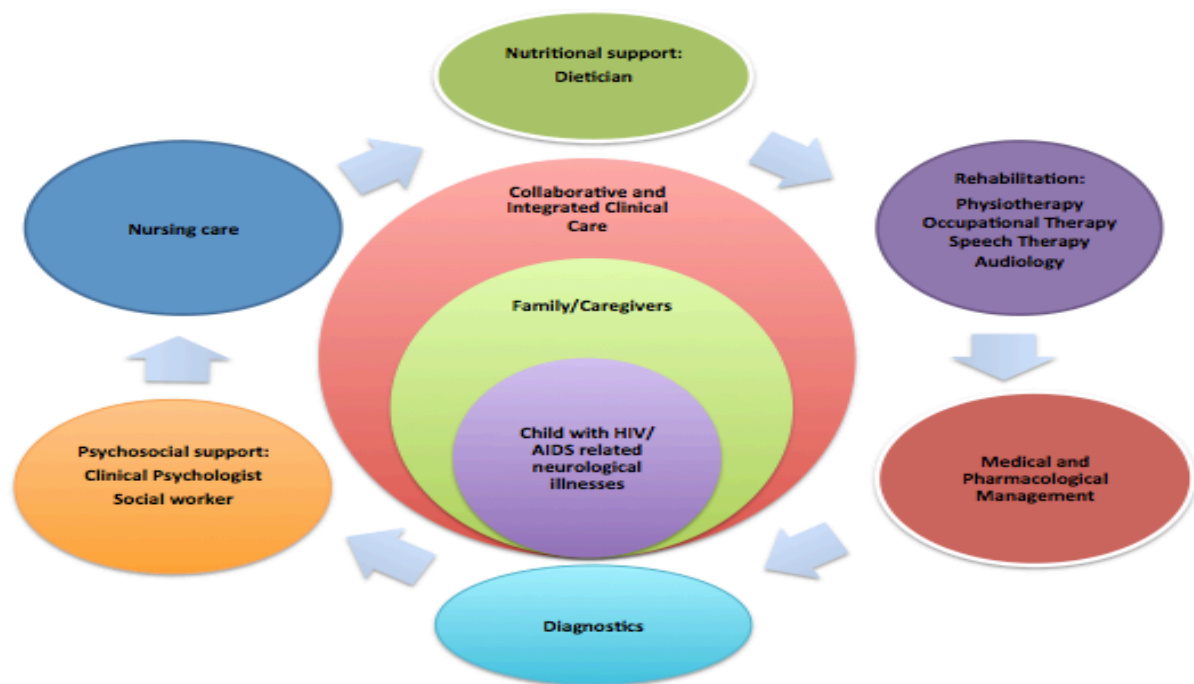 Nutritional support:
Dietician
Rehabilitation:
Physiotherapy
Occupational Therapy
Speech Therapy
Audiology
Medical and
Pharmacological
Management
Diagnostics
Psychosocial support:
Clinical Psychologist
Social worker
Nursing care
Collaborative and
Integrated Clinical
Care
Family/Caregivers
Child with HIV/
AIDS related
neurological
illnesses